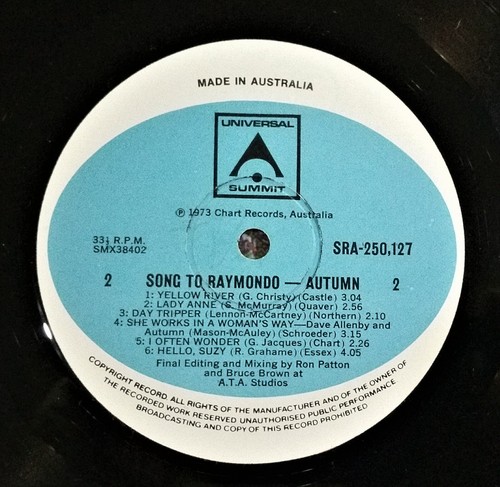 MADE IN AUSTRALIA
UNIVERSAL
SUMMIT
℗ 1973 Chart Records, Australia
33⅓ R.P.M.
SMX38402
SRA-250,127
2 SONG TO RAYMONDO — AUTUMN 2
1: YELLOW RIVER (G. Christy) (Castle) 3.04
2: LADY ANNE (S. McMurray) (Quaver) 2.56
3: DAY TRIPPER (Lennon-McCartney) (Northern) 2.10
4: SHE WORKS IN A WOMAN'S WAY—Dave Allenby and
Autumn (Mason-McAuley) (Schroeder) 3.15
5: I OFTEN WONDER (G. Jacques) (Chart) 2.26
6: HELLO, SUZY (R. Grahame) (Essex) 4.05
Final Editing and Mixing by Ron Patton
and Bruce Brown at
A.T.A. Studios
COPYRIGHT RECORD. ALL RIGHTS OF THE MANUFACTURER AND OF THE OWNER OF
THE RECORDED WORK RESERVED UNAUTHORISED PUBLIC PERFORMANCE
BROADCASTING AND COPY OF THIS RECORD PROHIBITED